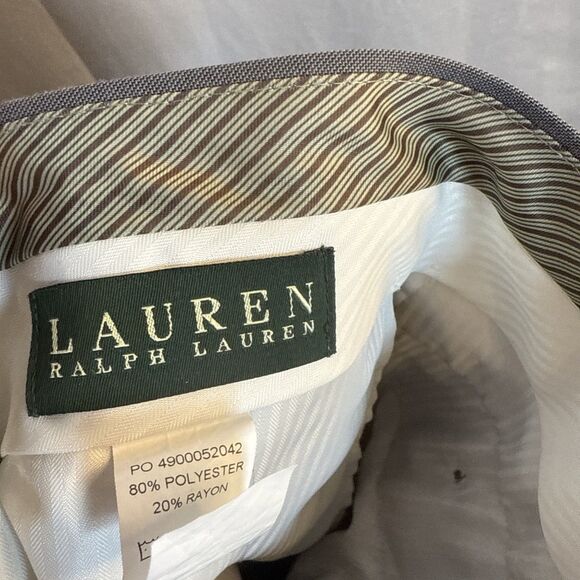 LAUREN
RALPH LAUREN
PO 4900052042
80% POLYESTER
20% RAYON